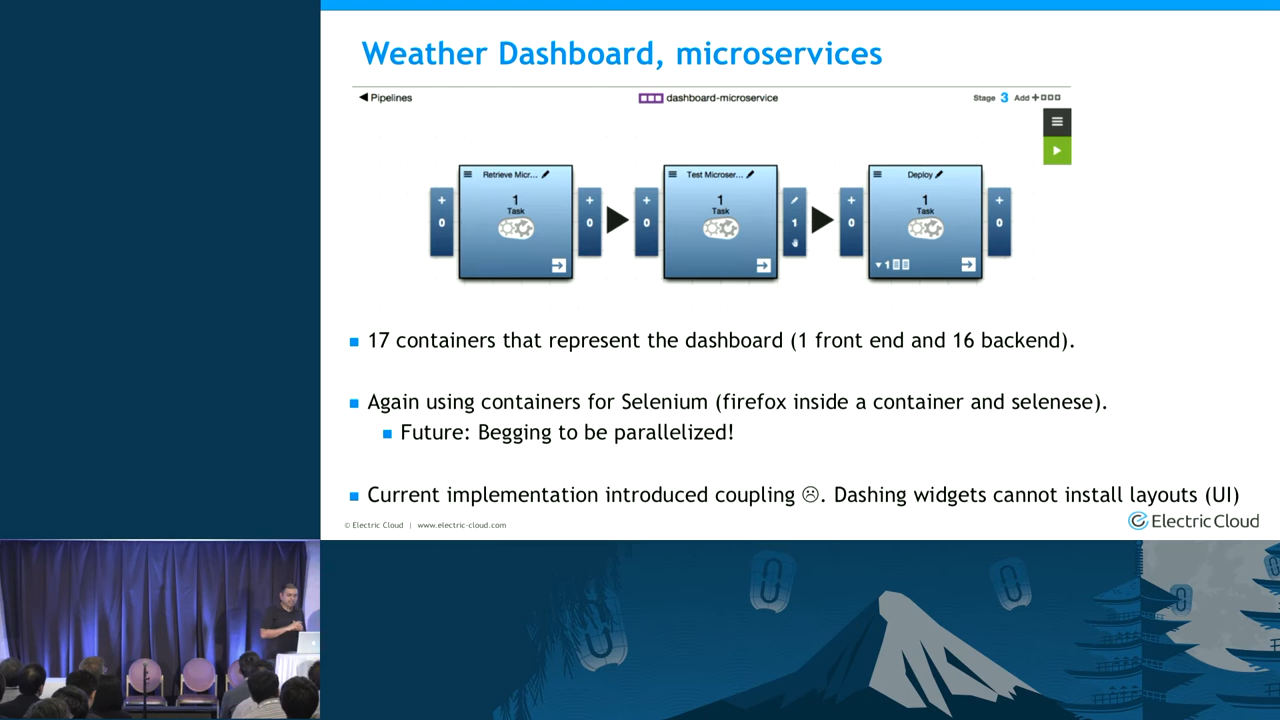 Weather Dashboard, microservices
Pipelines
dashboard-microservice
Stage 3 Add
Retrieve Micr...
Test Microser...
Deploy
0
1
Task
0
0
1
Task
1
0
1
Task
1
0
17 containers that represent the dashboard (1 front end and 16 backend).
Again using containers for Selenium (firefox inside a container and selenese).
Future: Begging to be parallelized!
Current implementation introduced coupling ☹. Dashing widgets cannot install layouts (UI)
© Electric Cloud | www.electric-cloud.com
Electric Cloud